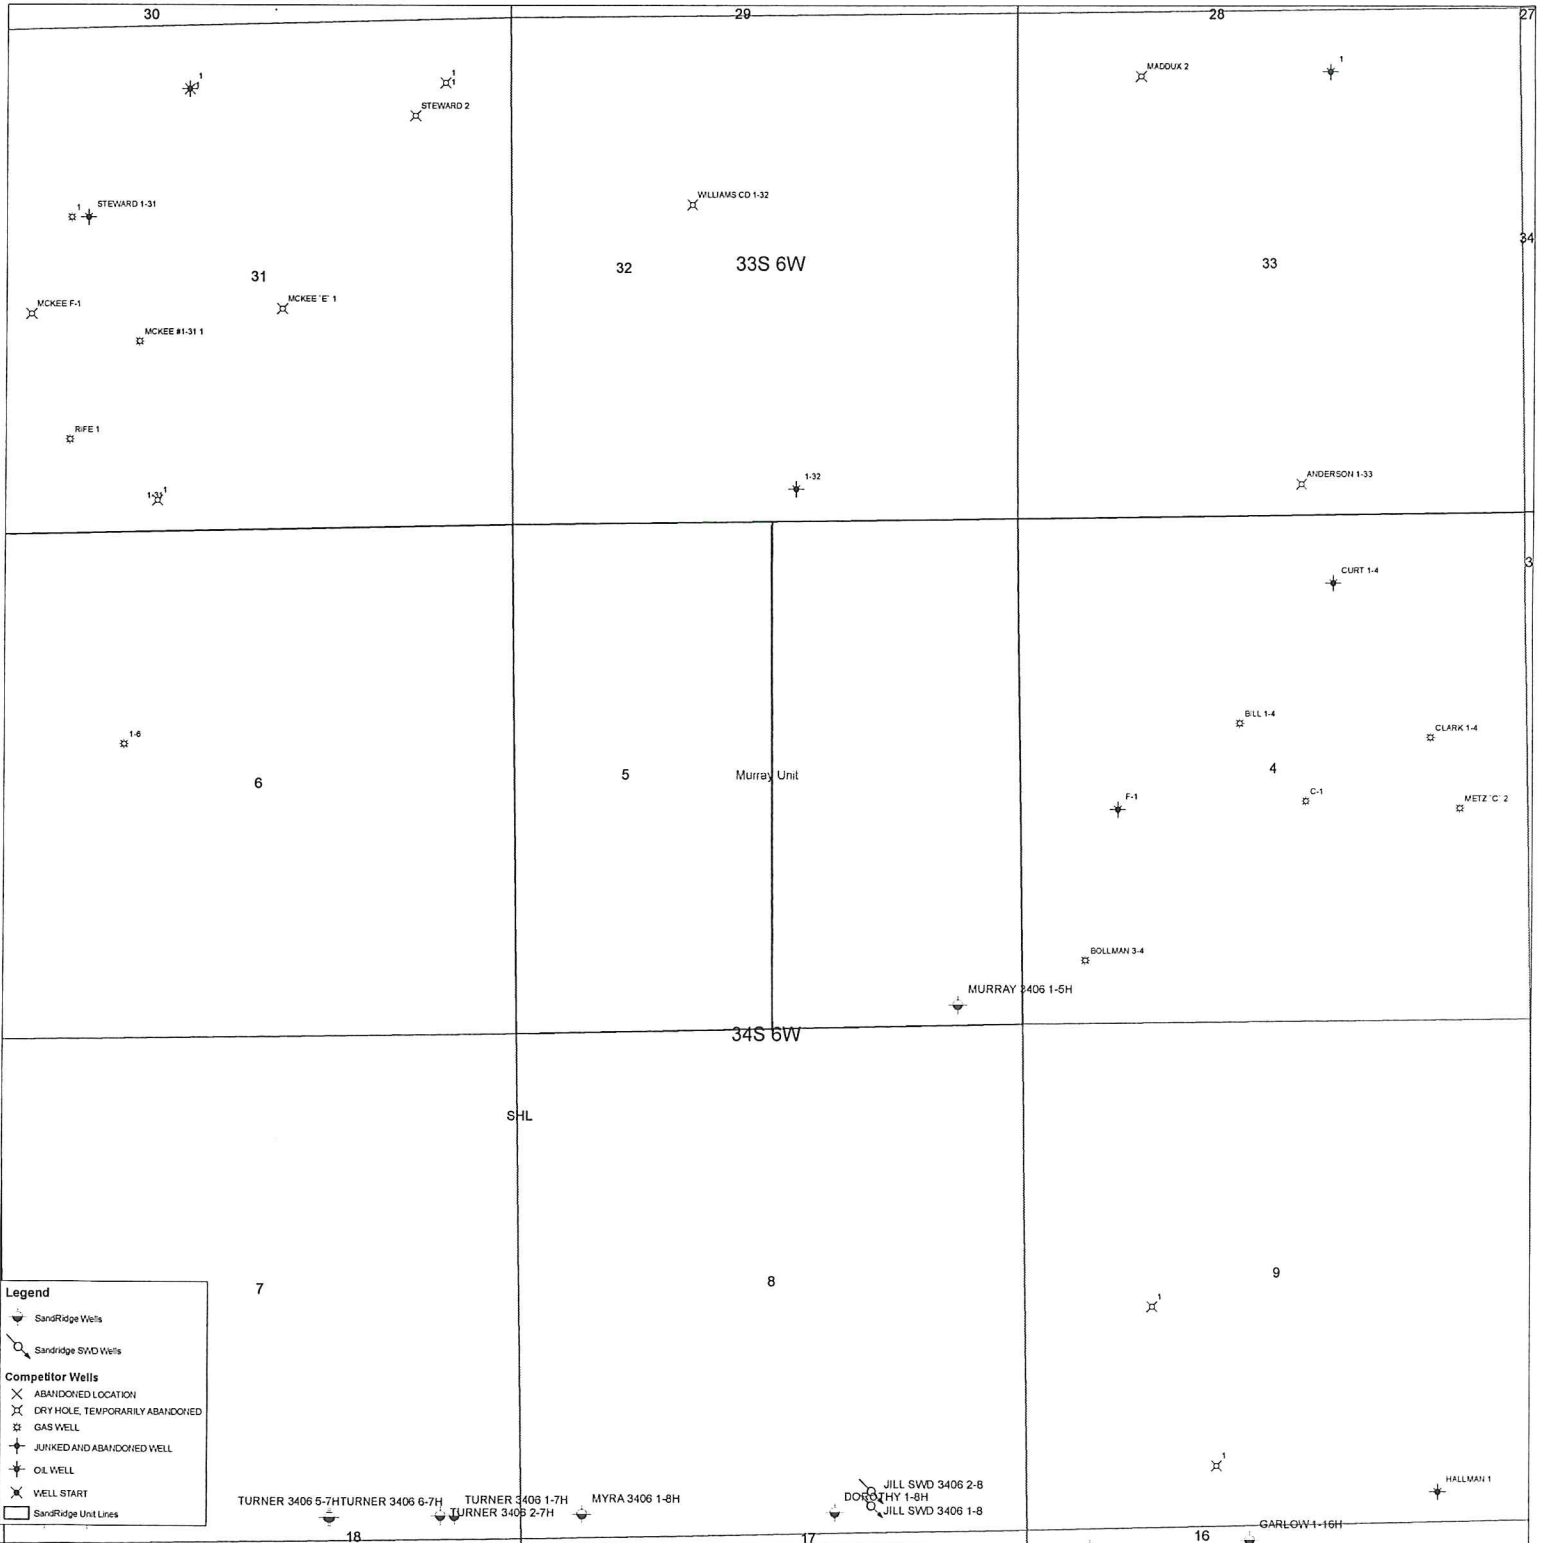 30
29
28
27
1
1
1
1
STEWARD 2
MADDUX 2
1
1
STEWARD 1-31
WILLIAMS CD 1-32
34
31
32
33S 6W
33
MCKEE F-1
MCKEE "E" 1
MCKEE #1-31 1
RIFE 1
1-32
ANDERSON 1-33
1-31
1
CURT 1-4
3
BILL 1-4
CLARK 1-4
1-6
6
5
Murray Unit
4
F-1
C-1
METZ "C" 2
BOLLMAN 3-4
MURRAY 3406 1-5H
34S 6W
SHL
7
8
9
1
1
Legend
SandRidge Wells
Sandridge SWD Wells
Competitor Wells
ABANDONED LOCATION
DRY HOLE, TEMPORARILY ABANDONED
GAS WELL
JUNKED AND ABANDONED WELL
OIL WELL
WELL START
SandRidge Unit Lines
TURNER 3406 5-7H
TURNER 3406 6-7H
TURNER 3406 1-7H
TURNER 3406 2-7H
MYRA 3406 1-8H
JILL SWD 3406 2-8
DOROTHY 1-8H
JILL SWD 3406 1-8
HALLMAN 1
GARLOW 1-16H
18
17
16